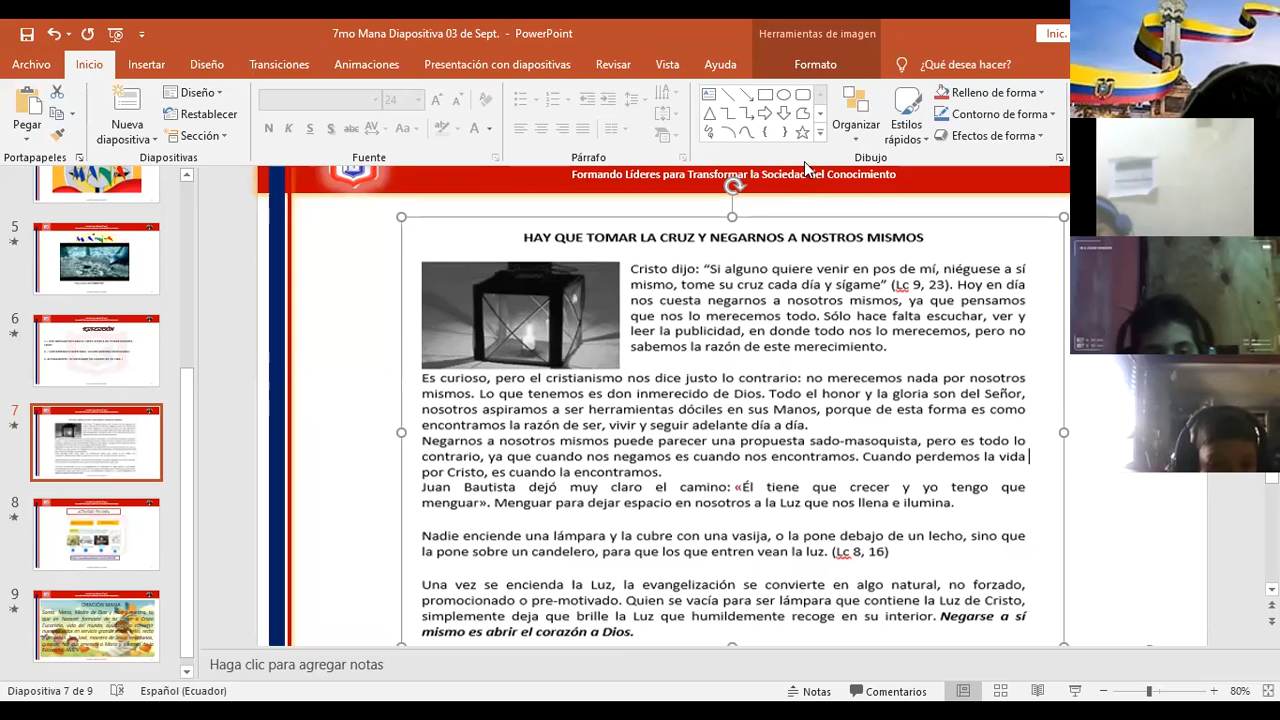 7mo Mana Diapositiva 03 de Sept. - PowerPoint
Herramientas de imagen
Inic.
Archivo Inicio Insertar Diseño Transiciones Animaciones Presentación con diapositivas Revisar Vista Ayuda Formato ¿Qué desea hacer?
Pegar
Nueva diapositiva
Diseño
Restablecer
Sección
24
N K S S abc AV Aa A
Organizar
Estilos rápidos
Relleno de forma
Contorno de forma
Efectos de forma
Portapapeles Diapositivas Fuente Párrafo Dibujo
5
6
7
8
9
Formando Líderes para Transformar la Sociedad del Conocimiento
HAY QUE TOMAR LA CRUZ Y NEGARNOS A NOSTROS MISMOS
Cristo dijo: “Si alguno quiere venir en pos de mí, niéguese a sí
mismo, tome su cruz cada día y sígame” (Lc 9, 23). Hoy en día
nos cuesta negarnos a nosotros mismos, ya que pensamos
que nos lo merecemos todo. Sólo hace falta escuchar, ver y
leer la publicidad, en donde todo nos lo merecemos, pero no
sabemos la razón de este merecimiento.
Es curioso, pero el cristianismo nos dice justo lo contrario: no merecemos nada por nosotros
mismos. Lo que tenemos es don inmerecido de Dios. Todo el honor y la gloria son del Señor,
nosotros aspiramos a ser herramientas dóciles en sus Manos, porque de esta forma es como
encontramos la razón de ser, vivir y seguir adelante día a día.
Negarnos a nosotros mismos puede parecer una propuesta sado-masoquista, pero es todo lo
contrario, ya que cuando nos negamos es cuando nos encontramos. Cuando perdemos la vida
por Cristo, es cuando la encontramos.
Juan Bautista dejó muy claro el camino: «Él tiene que crecer y yo tengo que
menguar». Menguar para dejar espacio en nosotros a la Luz que nos llena e ilumina.
Nadie enciende una lámpara y la cubre con una vasija, o la pone debajo de un lecho, sino que
la pone sobre un candelero, para que los que entren vean la luz. (Lc 8, 16)
Una vez se encienda la Luz, la evangelización se convierte en algo natural, no forzado,
promocionado o pre-motivado. Quien se vacía para ser lámpara que contiene la Luz de Cristo,
simplemente deja que brille la Luz que humildemente recoge en su interior. Negarse a sí
mismo es abrir el corazón a Dios.
ORACIÓN MANA
Haga clic para agregar notas
Diapositiva 7 de 9 Español (Ecuador) Notas Comentarios 80%